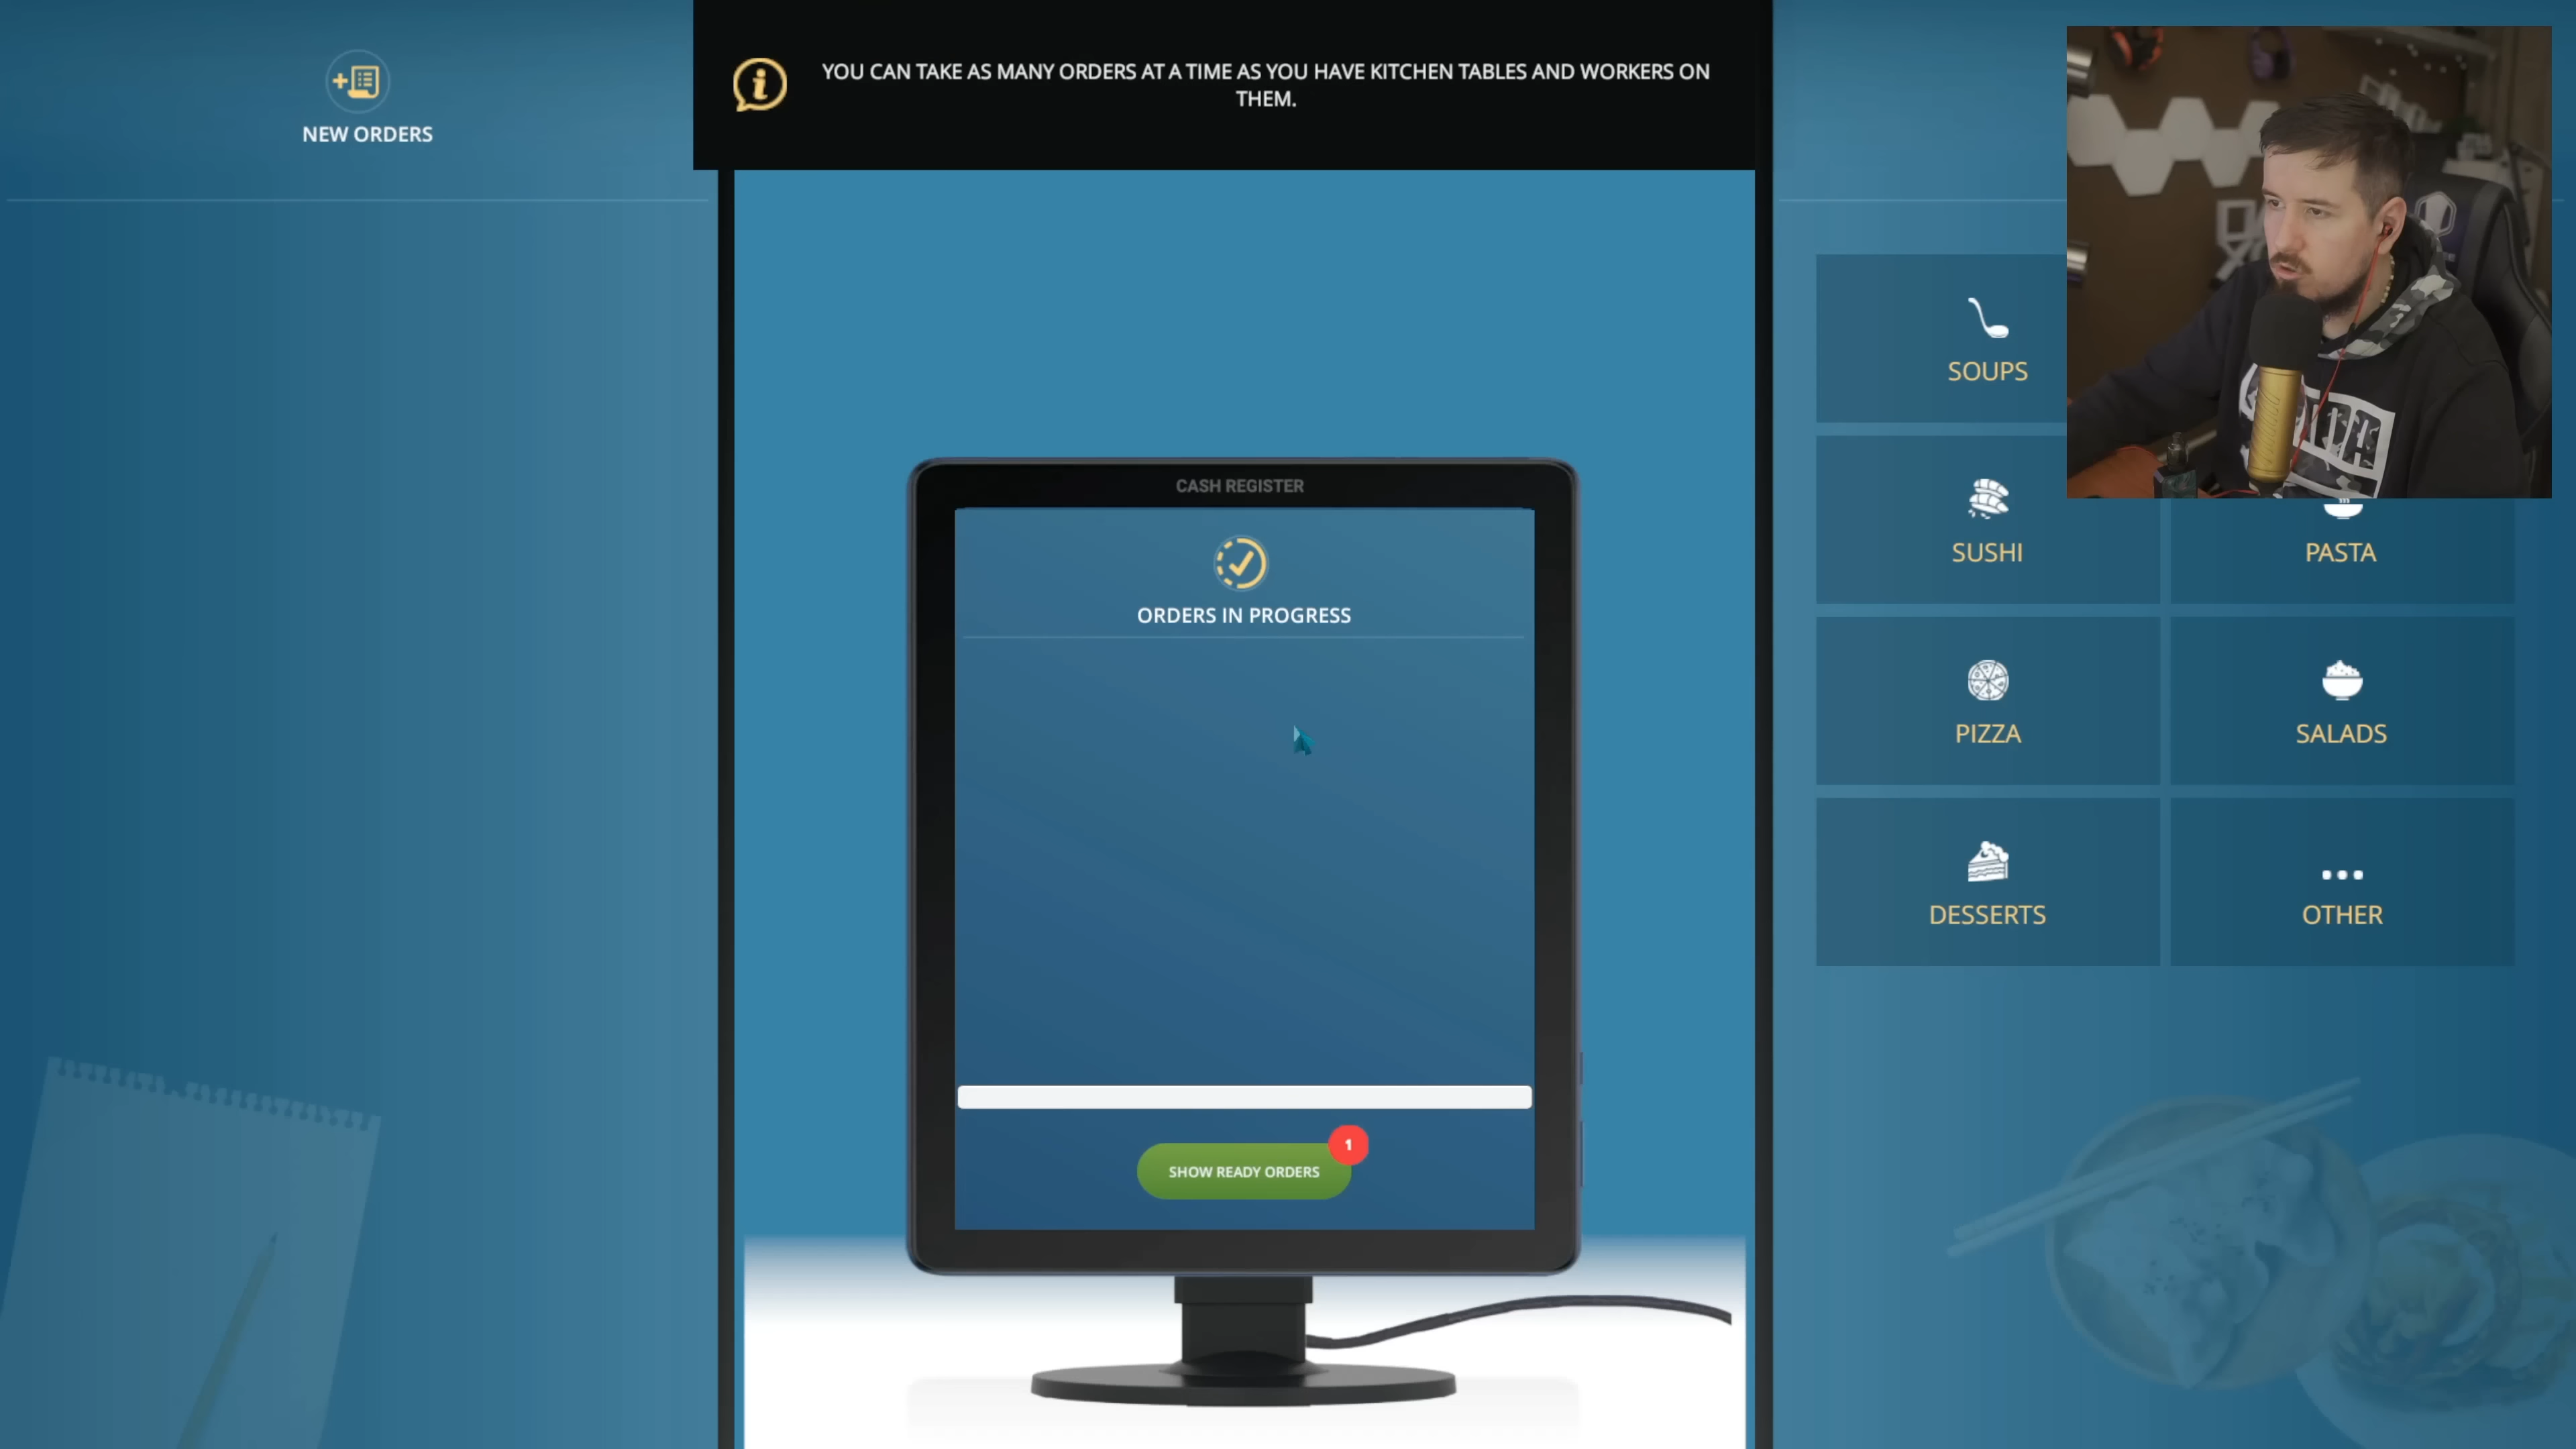 NEW ORDERS
YOU CAN TAKE AS MANY ORDERS AT A TIME AS YOU HAVE KITCHEN TABLES AND WORKERS ON
THEM.
CASH REGISTER
ORDERS IN PROGRESS
1
SHOW READY ORDERS
SOUPS
SUSHI
PASTA
PIZZA
SALADS
DESSERTS
OTHER